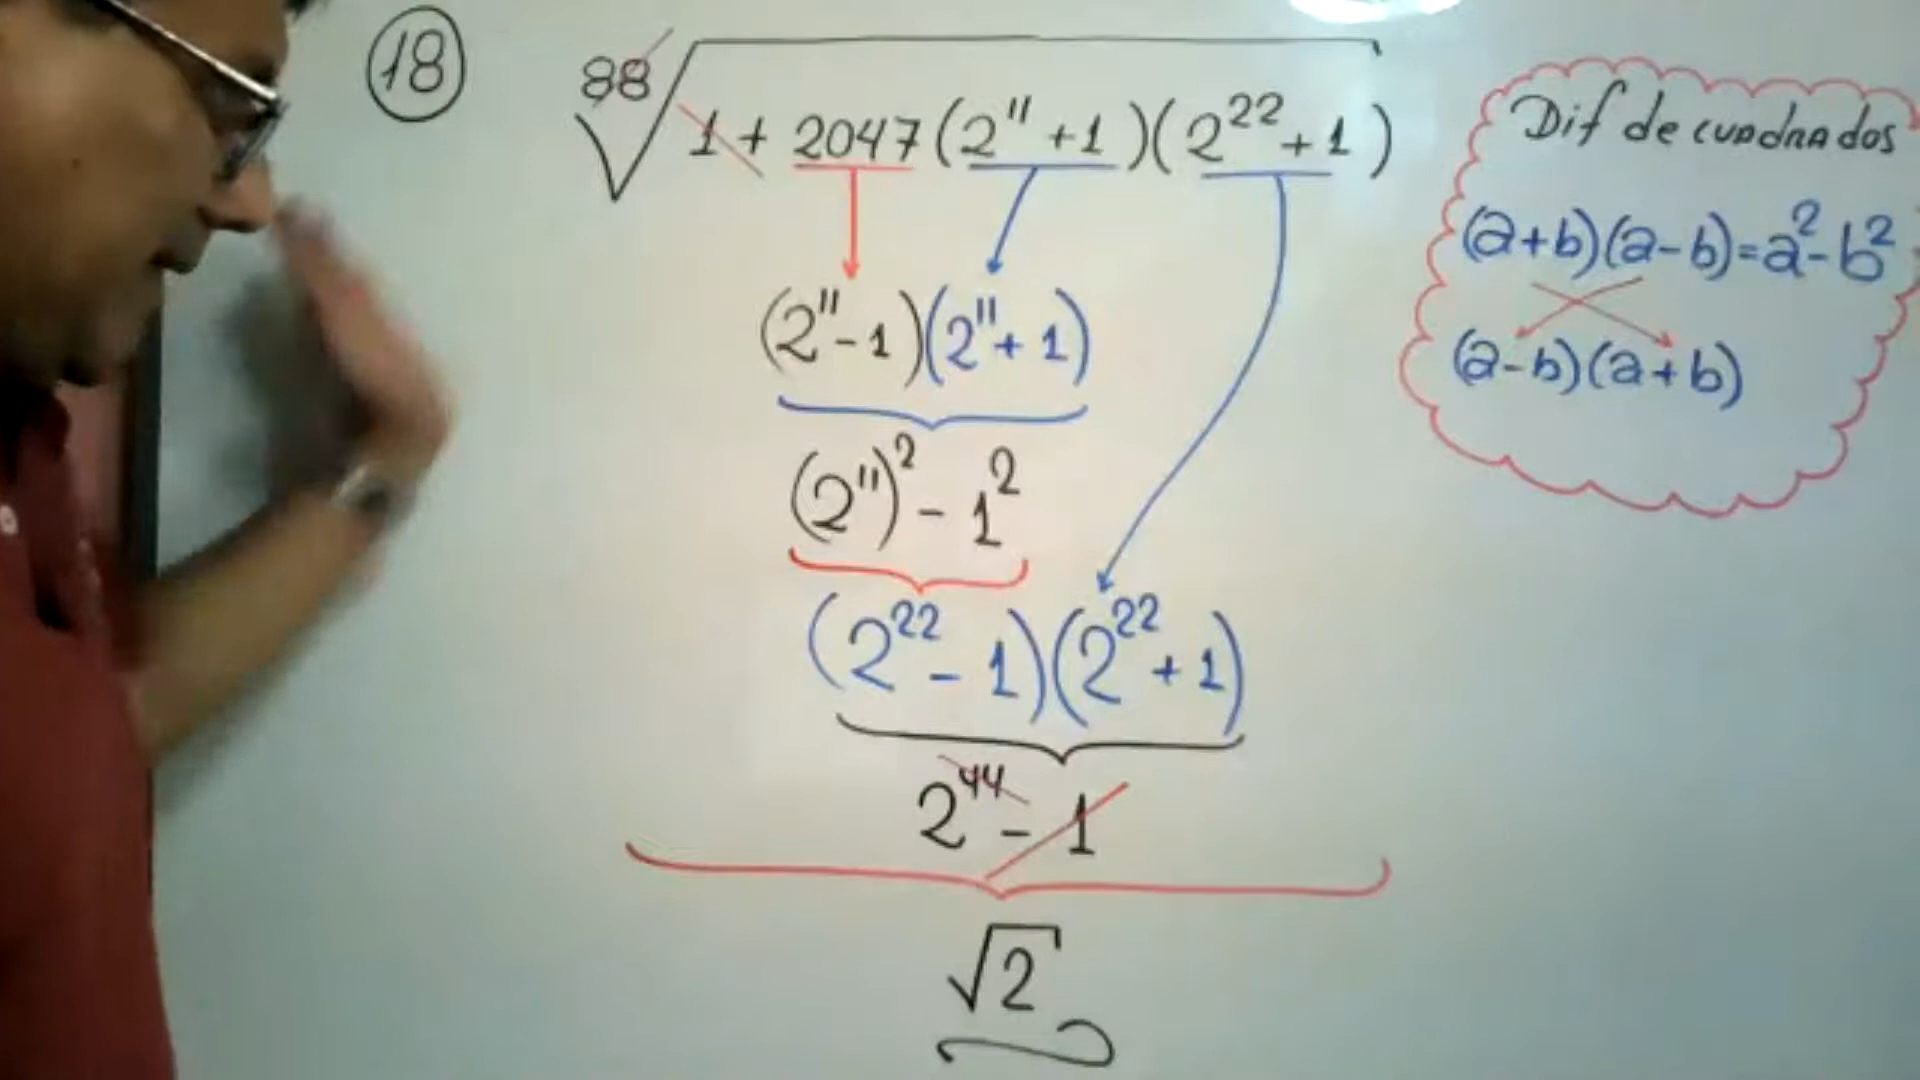 18
⁸⁸√(1 + 2047 (2¹¹ + 1)(2²² + 1))
(2¹¹ - 1)(2¹¹ + 1)
(2¹¹)² - 1²
(2²² - 1)(2²² + 1)
2⁴⁴ - 1
√2
Dif de cuadrados
(a+b)(a-b)=a²-b²
(a-b)(a+b)